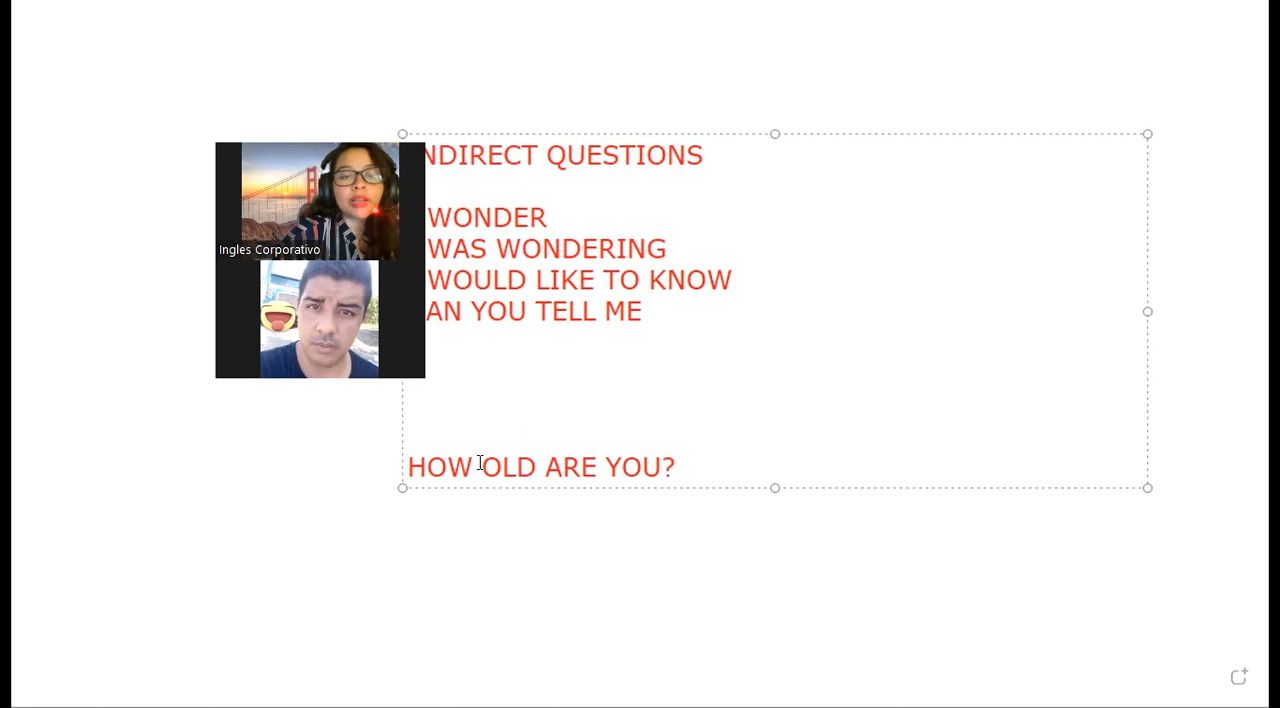 NDIRECT QUESTIONS
WONDER
WAS WONDERING
WOULD LIKE TO KNOW
AN YOU TELL ME
Ingles Corporativo
HOW OLD ARE YOU?